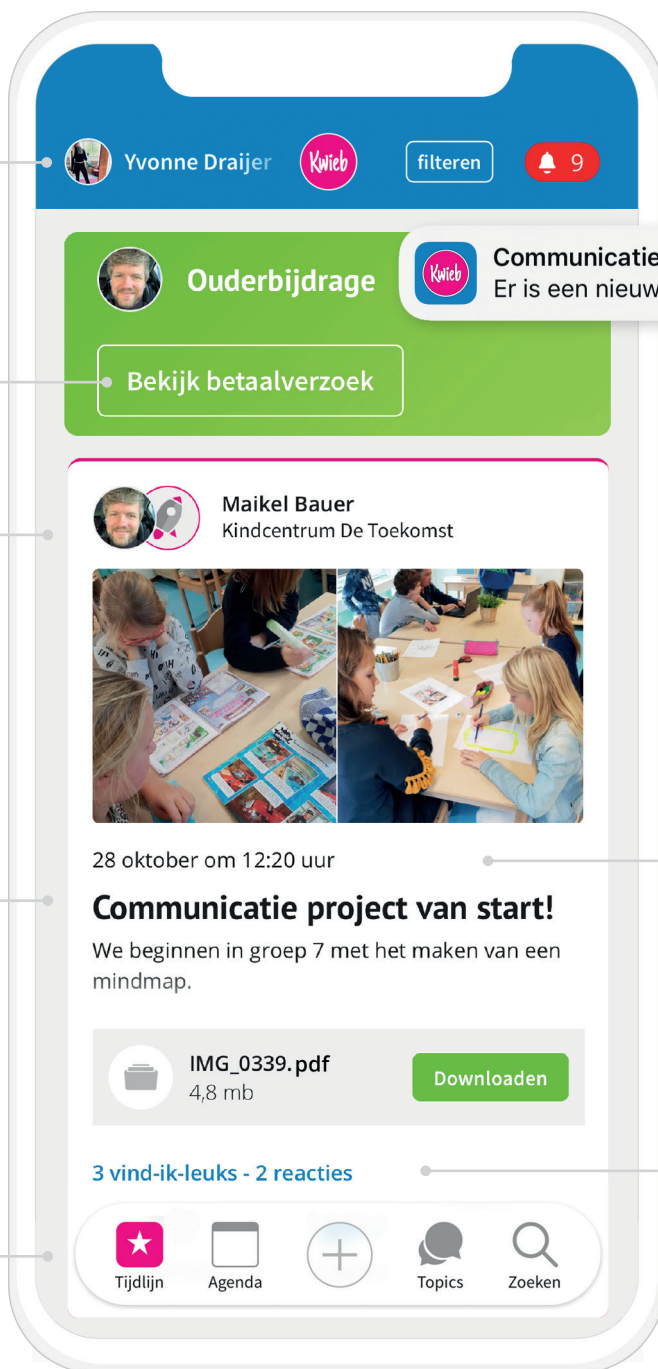 Yvonne Draijer
Kwieb
filteren
9
Ouderbijdrage
Kwieb
Communicatie
Er is een nieuw
Bekijk betaalverzoek
Maikel Bauer
Kindcentrum De Toekomst
28 oktober om 12:20 uur
Communicatie project van start!
We beginnen in groep 7 met het maken van een
mindmap.
IMG_0339.pdf
4,8 mb
Downloaden
3 vind-ik-leuks - 2 reacties
Tijdlijn
Agenda
Topics
Zoeken